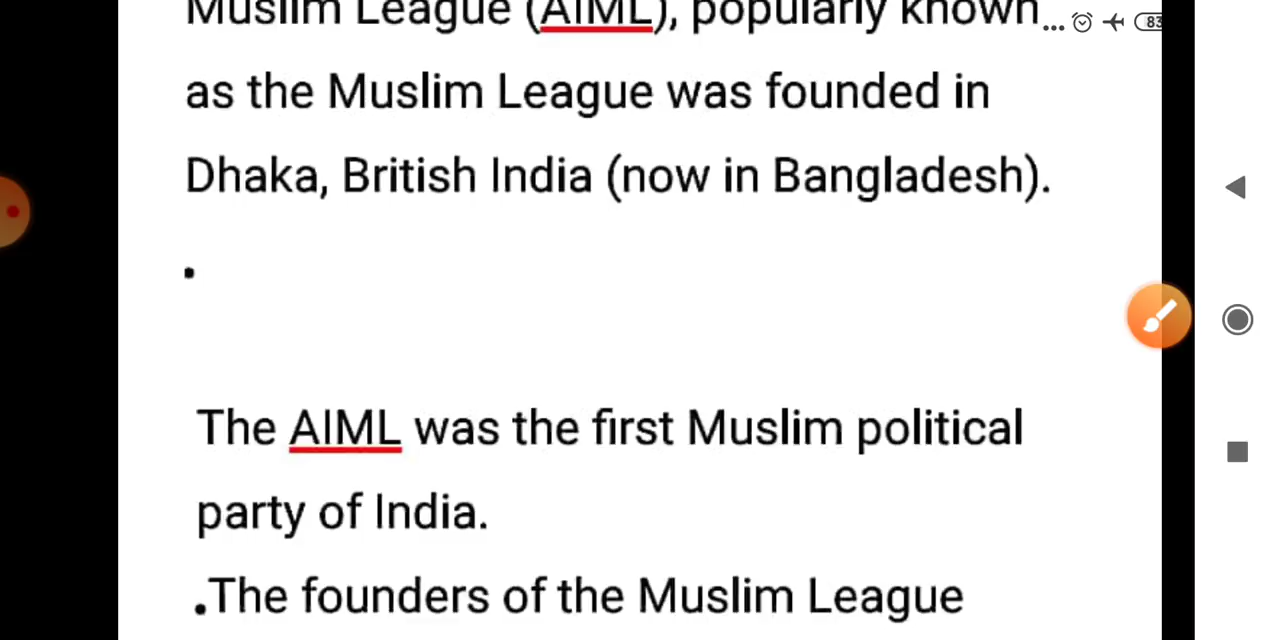 Muslim League (AIML), popularly known
... 83
as the Muslim League was founded in
Dhaka, British India (now in Bangladesh).
.
The AIML was the first Muslim political
party of India.
.The founders of the Muslim League